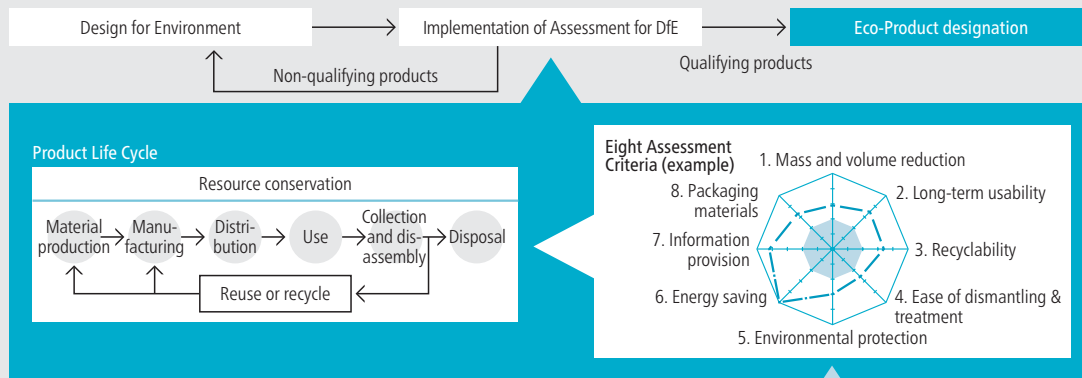 Design for Environment
Implementation of Assessment for DfE
Eco-Product designation
Non-qualifying products
Qualifying products
Product Life Cycle
Resource conservation
Material
production
Manu-
facturing
Distri-
bution
Use
Collection
and dis-
assembly
Disposal
Reuse or recycle
Eight Assessment
Criteria (example)
1. Mass and volume reduction
2. Long-term usability
3. Recyclability
4. Ease of dismantling &
treatment
5. Environmental protection
6. Energy saving
7. Information
provision
8. Packaging
materials